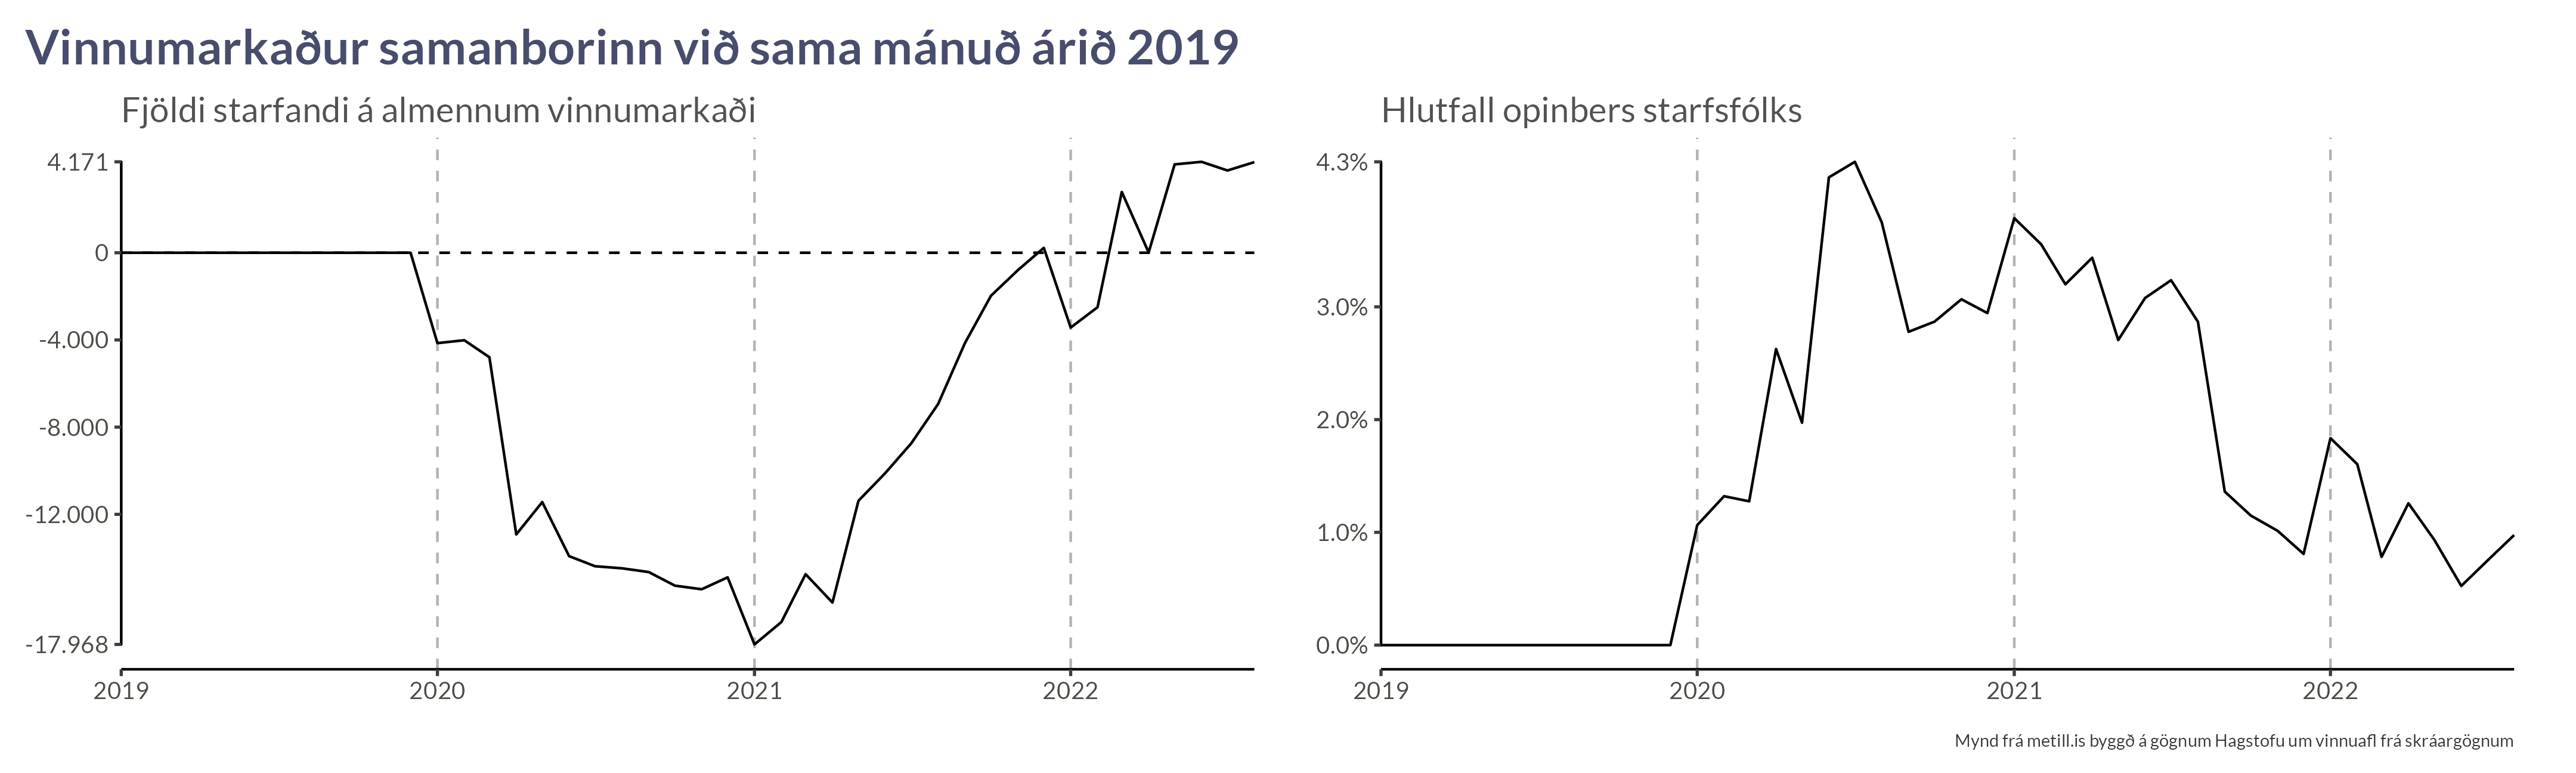 Vinnumarkaður samanborinn við sama mánuð árið 2019
Fjöldi starfandi á almennum vinnumarkaði
4.171
0
-4.000
-8.000
-12.000
-17.968
2019 2020 2021 2022
Hlutfall opinbers starfsfólks
4.3%
3.0%
2.0%
1.0%
0.0%
2019 2020 2021 2022
Mynd frá metill.is byggð á gögnum Hagstofu um vinnuafl frá skráargögnum